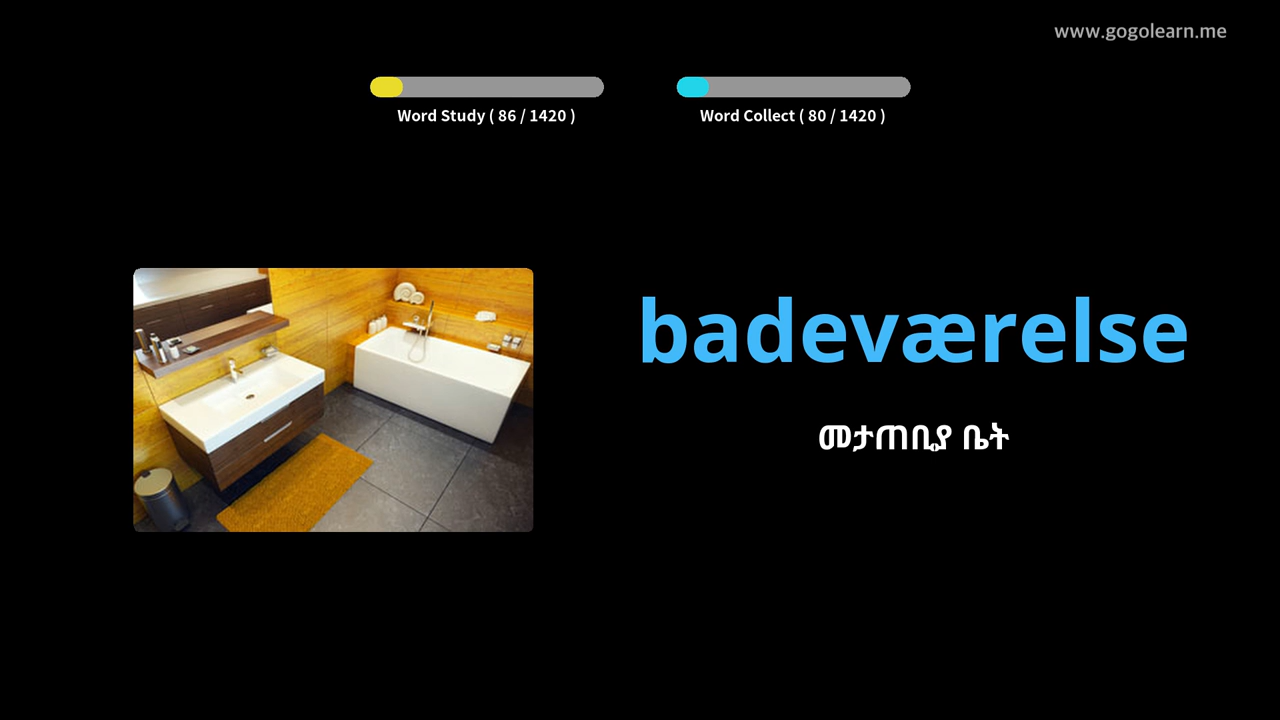 www.gogolearn.me
Word Study ( 86 / 1420 )
Word Collect ( 80 / 1420 )
badeværelse
መታጠቢያ ቤት